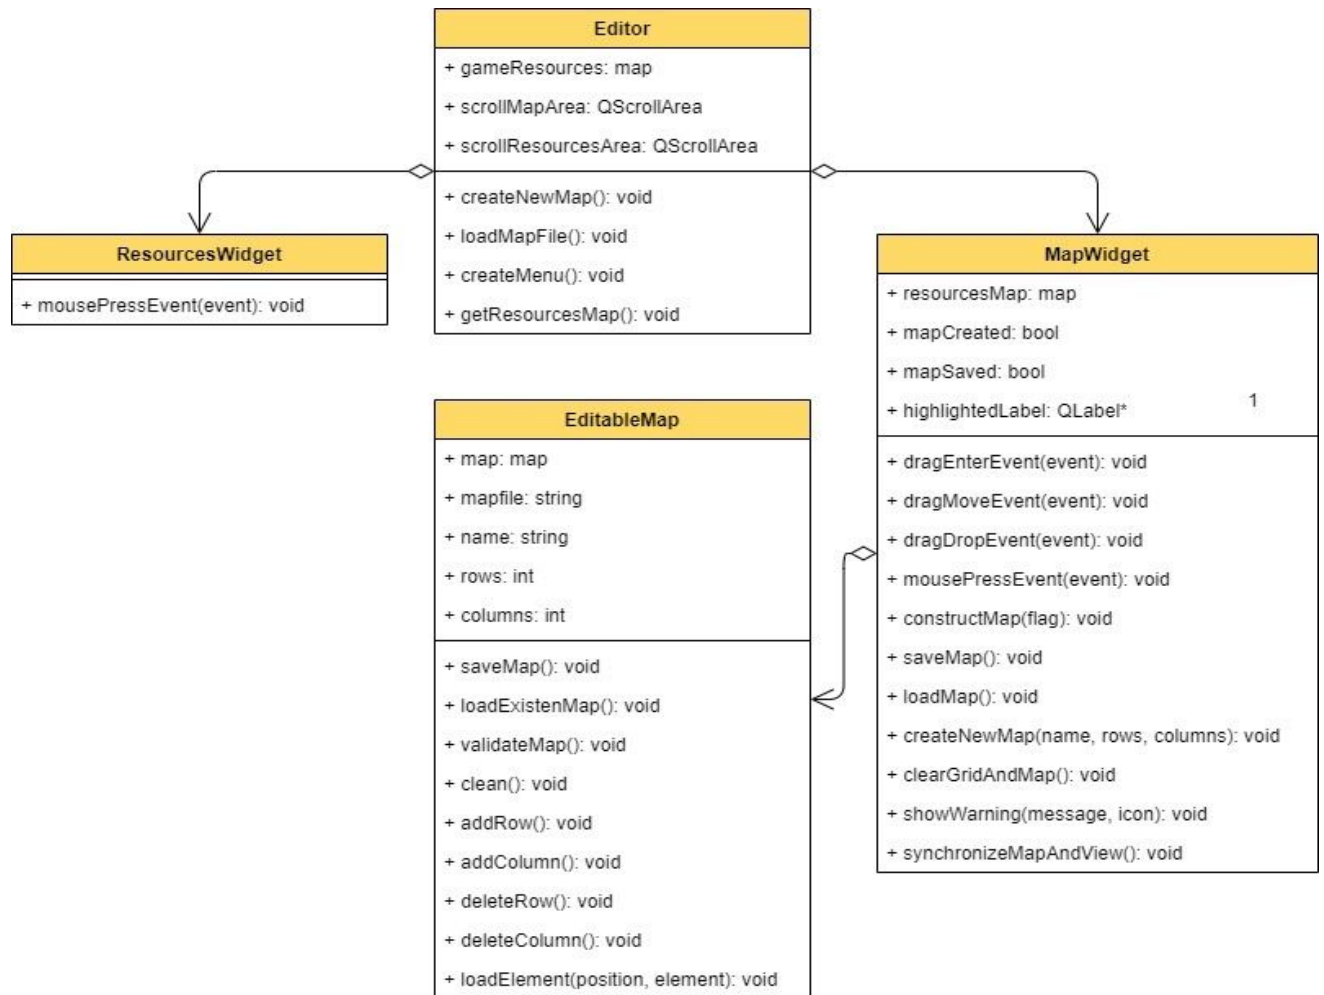 Editor
+ gameResources: map
+ scrollMapArea: QScrollArea
+ scrollResourcesArea: QScrollArea
+ createNewMap(): void
+ loadMapFile(): void
+ createMenu(): void
+ getResourcesMap(): void
ResourcesWidget
+ mousePressEvent(event): void
MapWidget
+ resourcesMap: map
+ mapCreated: bool
+ mapSaved: bool
+ highlightedLabel: QLabel*
1
+ dragEnterEvent(event): void
+ dragMoveEvent(event): void
+ dragDropEvent(event): void
+ mousePressEvent(event): void
+ constructMap(flag): void
+ saveMap(): void
+ loadMap(): void
+ createNewMap(name, rows, columns): void
+ clearGridAndMap(): void
+ showWarning(message, icon): void
+ synchronizeMapAndView(): void
EditableMap
+ map: map
+ mapfile: string
+ name: string
+ rows: int
+ columns: int
+ saveMap(): void
+ loadExistenMap(): void
+ validateMap(): void
+ clean(): void
+ addRow(): void
+ addColumn(): void
+ deleteRow(): void
+ deleteColumn(): void
+ loadElement(position, element): void